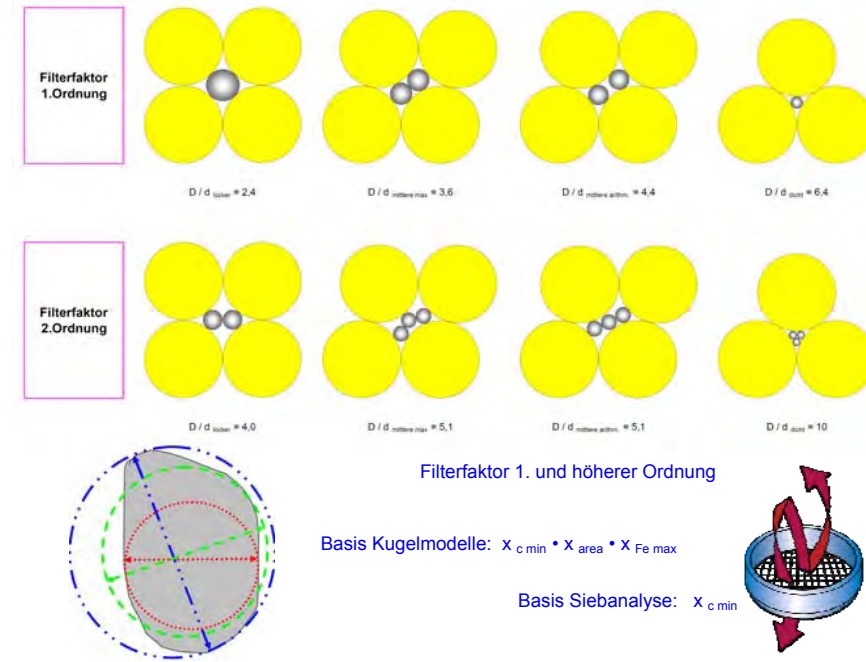 Filterfaktor
1.Ordnung
D / d locker = 2,4
D / d mittlere max = 3,6
D / d mittlere arithm. = 4,4
D / d dicht = 6,4
Filterfaktor
2.Ordnung
D / d locker = 4,0
D / d mittlere max = 5,1
D / d mittlere arithm. = 5,1
D / d dicht = 10
Filterfaktor 1. und höherer Ordnung
Basis Kugelmodelle: x c min • x area • x Fe max
Basis Siebanalyse: x c min